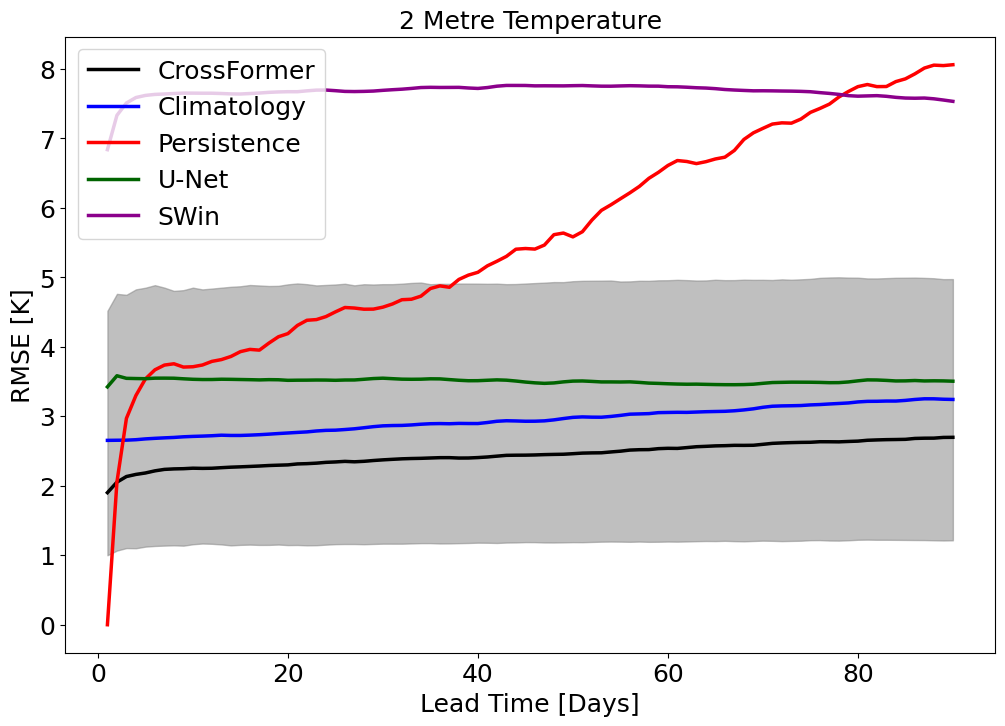 2 Metre Temperature
CrossFormer
Climatology
Persistence
U-Net
SWin
RMSE [K]
8
7
6
5
4
3
2
1
0
0 20 40 60 80
Lead Time [Days]